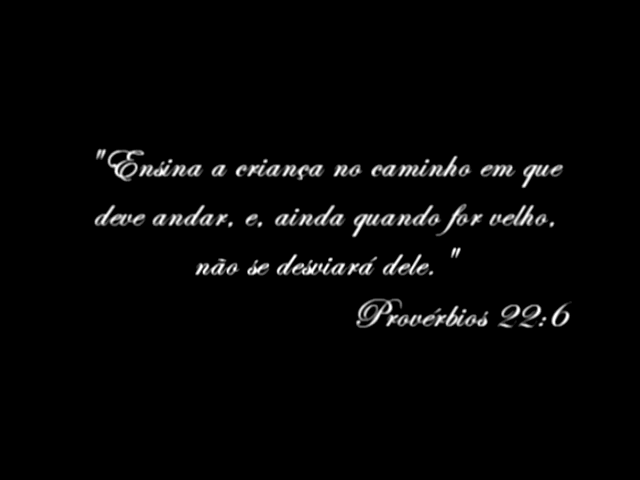 "Ensina a criança no caminho em que
deve andar, e, ainda quando for velho,
não se desviará dele. "
Provérbios 22:6